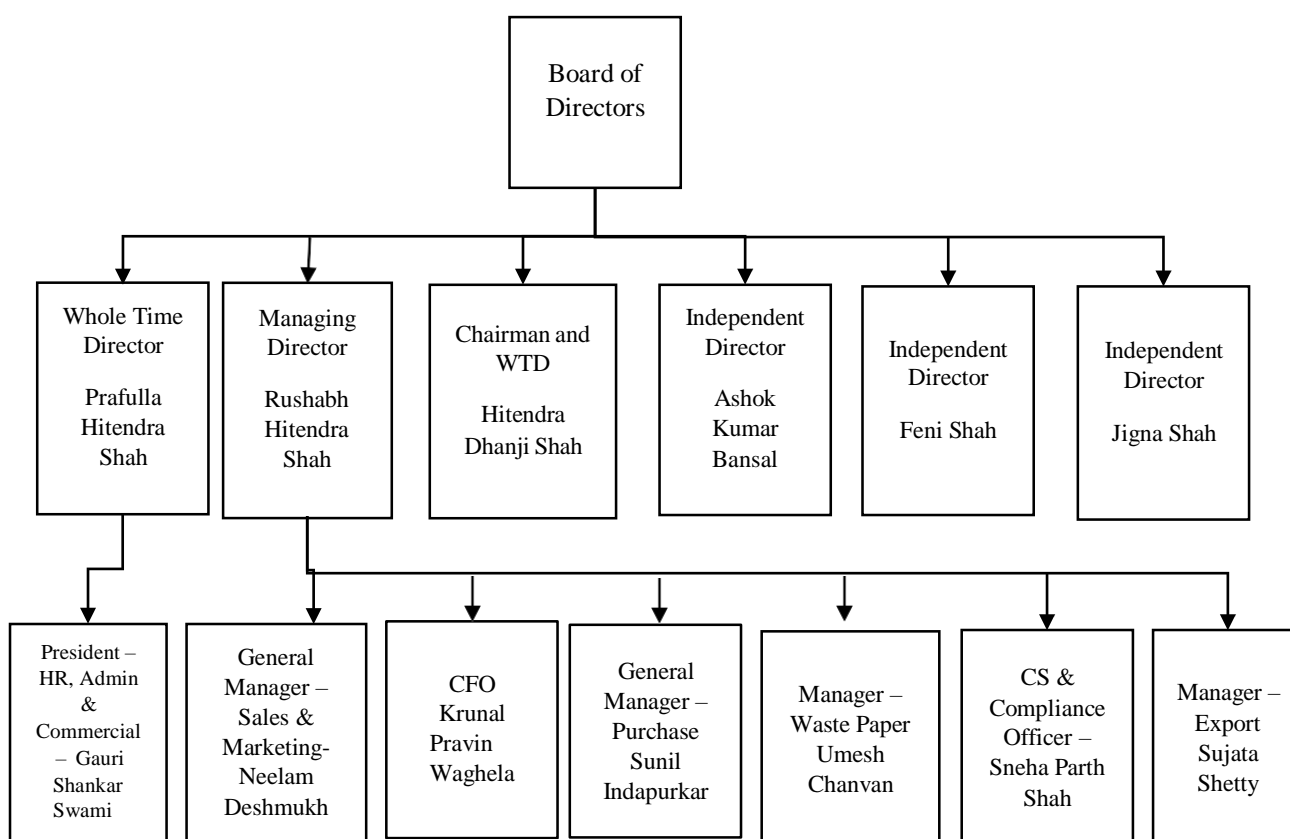 Board of
Directors
Whole Time
Director
Prafulla
Hitendra
Shah
Managing
Director
Rushabh
Hitendra
Shah
Chairman and
WTD
Hitendra
Dhanji Shah
Independent
Director
Ashok
Kumar
Bansal
Independent
Director
Feni Shah
Independent
Director
Jigna Shah
President –
HR, Admin
&
Commercial
– Gauri
Shankar
Swami
General
Manager –
Sales &
Marketing-
Neelam
Deshmukh
CFO
Krunal
Pravin
Waghela
General
Manager –
Purchase
Sunil
Indapurkar
Manager –
Waste Paper
Umesh
Chanvan
CS &
Compliance
Officer –
Sneha Parth
Shah
Manager –
Export
Sujata
Shetty